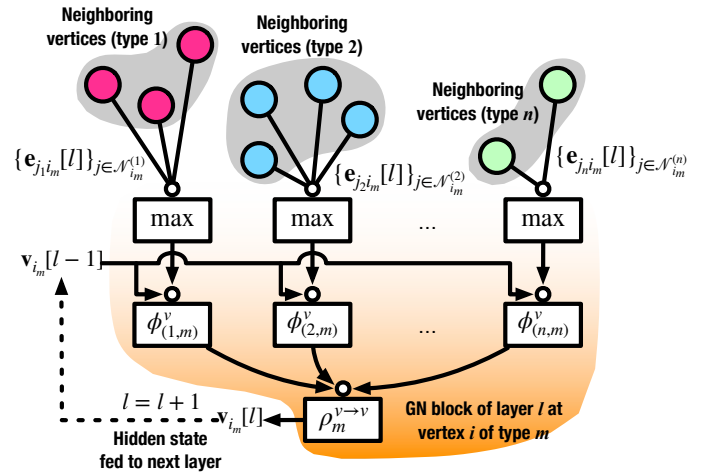 Neighboring
vertices (type 1)
Neighboring
vertices (type 2)
Neighboring
vertices (type n)
{e_{j_1 i_m}[l]}_{j∈𝒩_{i_m}^{(1)}}
{e_{j_2 i_m}[l]}_{j∈𝒩_{i_m}^{(2)}}
{e_{j_n i_m}[l]}_{j∈𝒩_{i_m}^{(n)}}
max
max
...
max
v_{i_m}[l−1]
ϕ^v_{(1,m)}
ϕ^v_{(2,m)}
...
ϕ^v_{(n,m)}
l = l + 1
v_{i_m}[l]
ρ_m^{v→v}
Hidden state
fed to next layer
GN block of layer l at
vertex i of type m